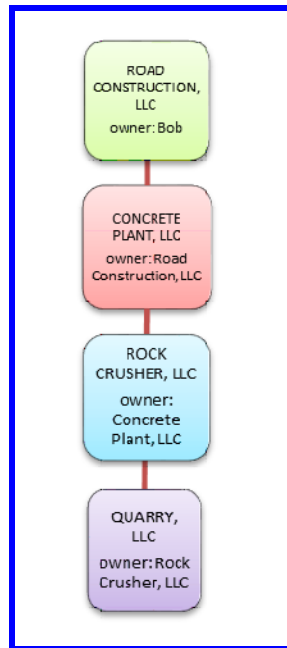 ROAD
CONSTRUCTION,
LLC
owner: Bob
CONCRETE
PLANT, LLC
owner: Road
Construction, LLC
ROCK
CRUSHER, LLC
owner:
Concrete
Plant, LLC
QUARRY,
LLC
owner: Rock
Crusher, LLC